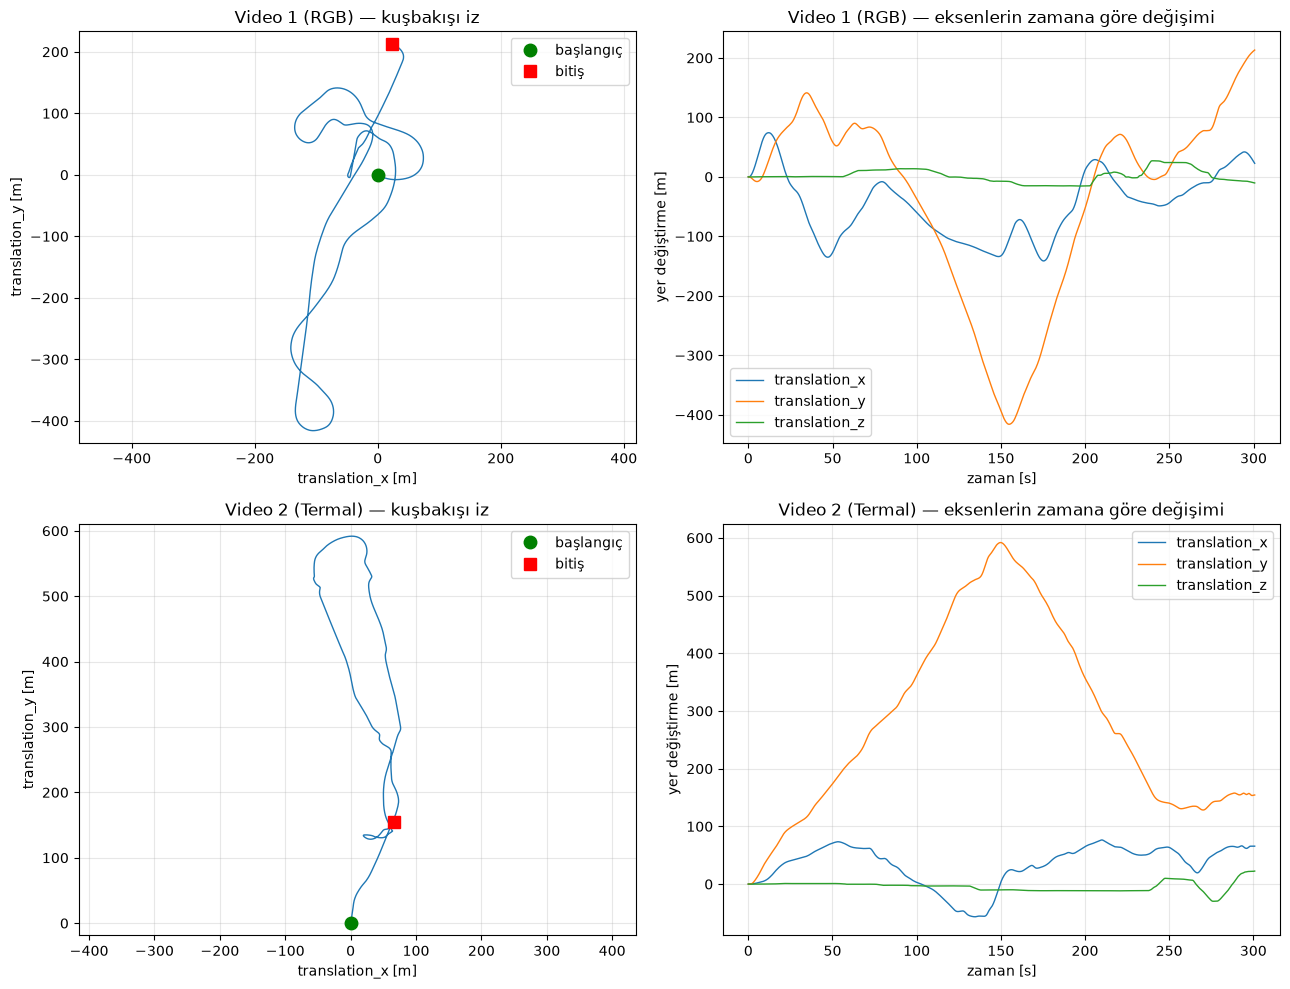 Video 1 (RGB) — kuşbakışı iz
translation_y [m]
200
100
0
−100
−200
−300
−400
başlangıç
bitiş
−400
−200
0
200
400
translation_x [m]
Video 1 (RGB) — eksenlerin zamana göre değişimi
yer değiştirme [m]
200
100
0
−100
−200
−300
−400
translation_x
translation_y
translation_z
0
50
100
150
200
250
300
zaman [s]
Video 2 (Termal) — kuşbakışı iz
translation_y [m]
600
500
400
300
200
100
0
başlangıç
bitiş
−400
−300
−200
−100
0
100
200
300
400
translation_x [m]
Video 2 (Termal) — eksenlerin zamana göre değişimi
yer değiştirme [m]
600
500
400
300
200
100
0
translation_x
translation_y
translation_z
0
50
100
150
200
250
300
zaman [s]